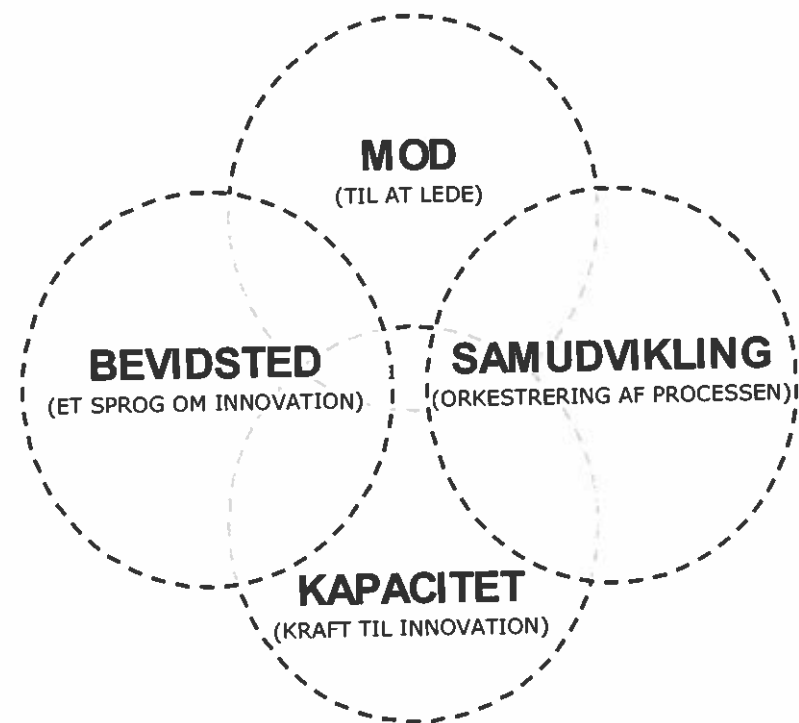 MOD
(TIL AT LEDE)
BEVIDSTED
(ET SPROG OM INNOVATION)
SAMUDVIKLING
(ORKESTRERING AF PROCESSEN)
KAPACITET
(KRAFT TIL INNOVATION)